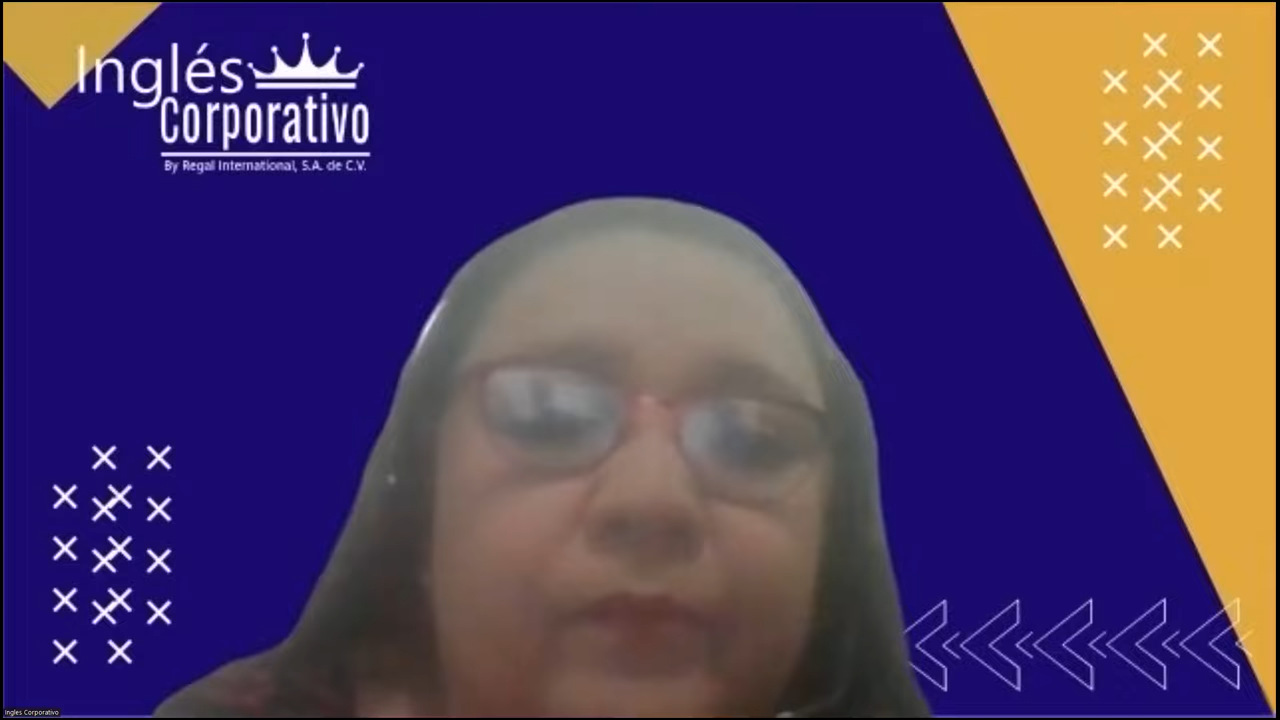 Inglés
Corporativo
By Regal International, S.A. de C.V.
Ingles Corporativo